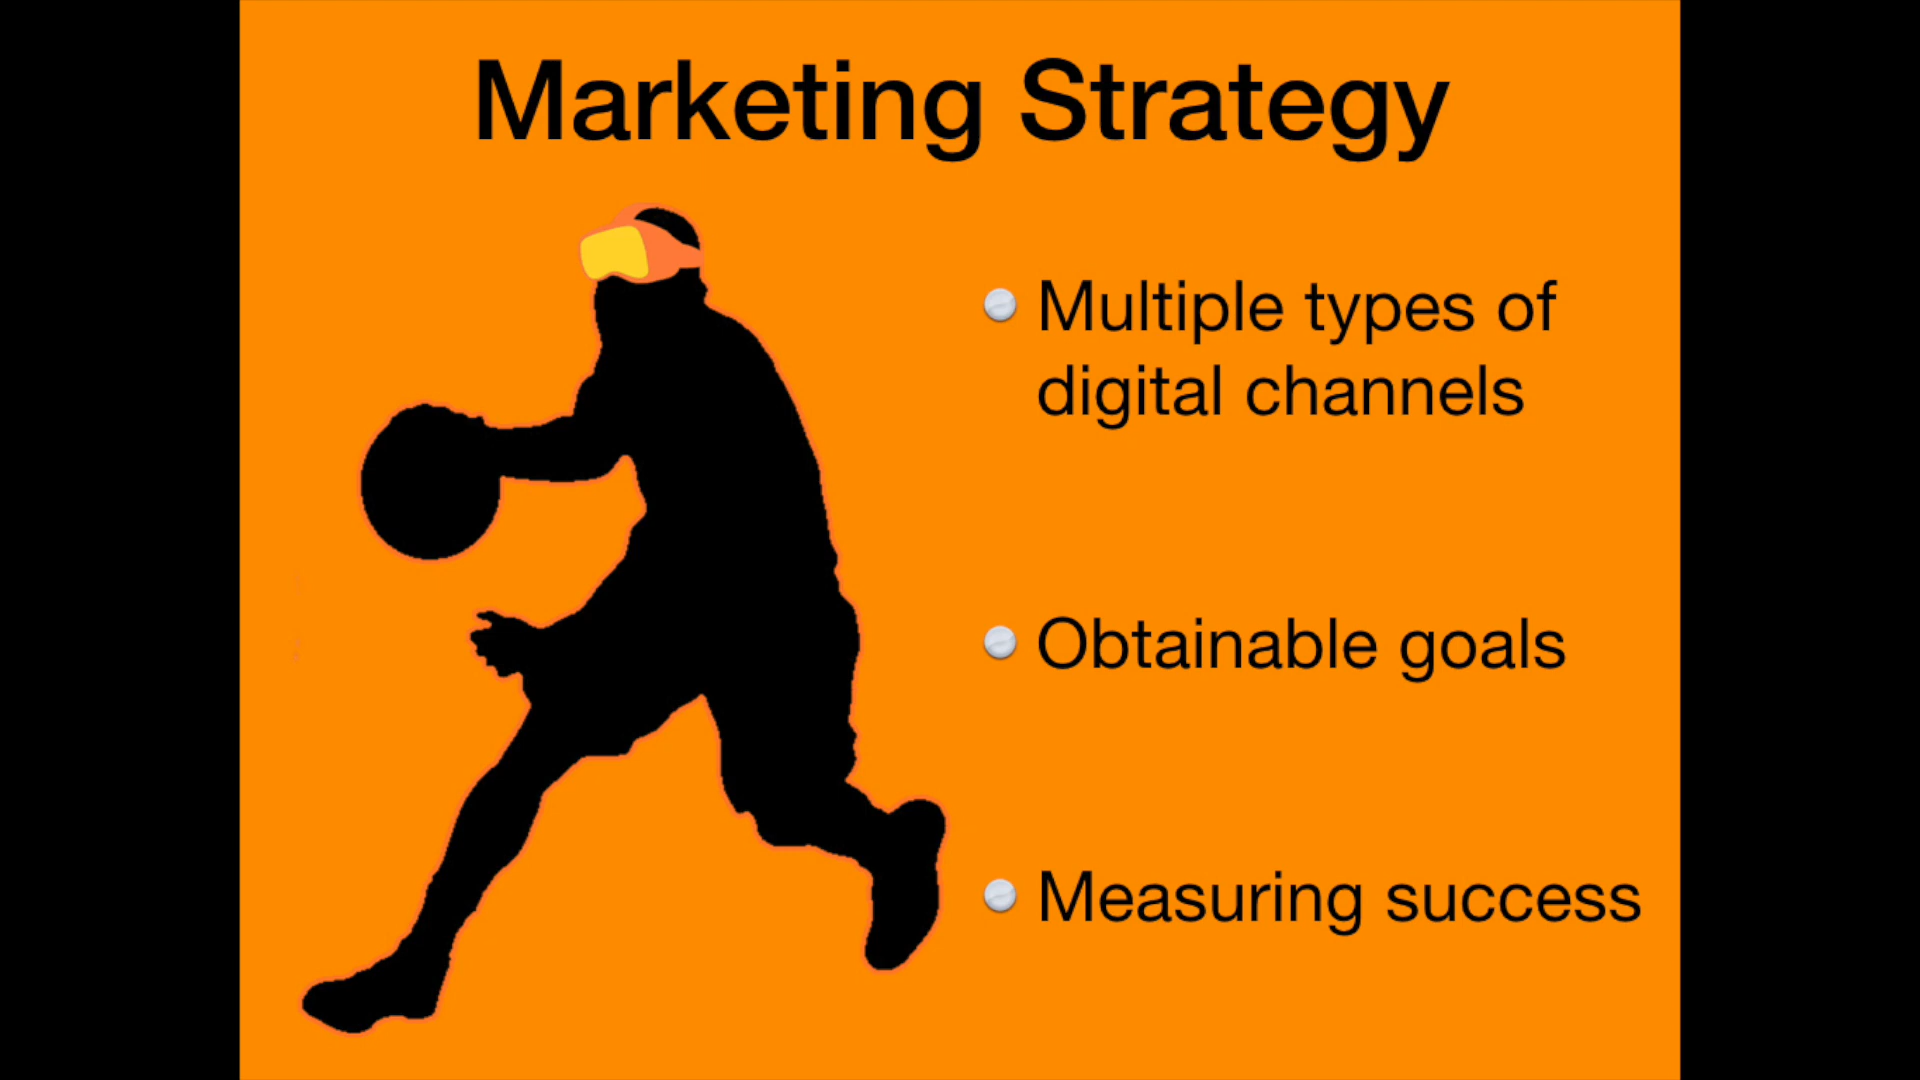 Marketing Strategy
Multiple types of
digital channels
Obtainable goals
Measuring success